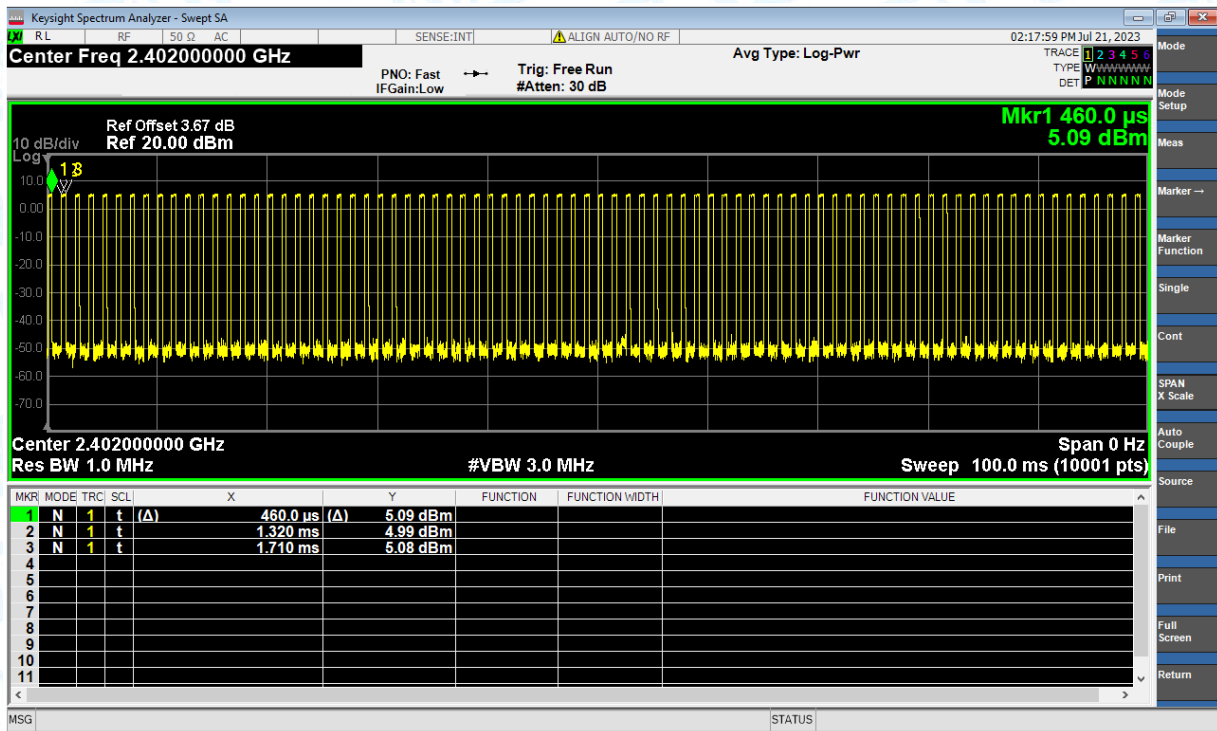 Keysight Spectrum Analyzer - Swept SA
LXI RL RF 50 Ω AC SENSE:INT ALIGN AUTO/NO RF 02:17:59 PM Jul 21, 2023
Center Freq 2.402000000 GHz
Avg Type: Log-Pwr
TRACE 1 2 3 4 5 6
PNO: Fast Trig: Free Run
TYPE WWWWWW
IFGain:Low #Atten: 30 dB
DET P N N N N N
Ref Offset 3.67 dB
Mkr1 460.0 µs
10 dB/div Ref 20.00 dBm
5.09 dBm
Log
1 3
10.0
0.00
-10.0
-20.0
-30.0
-40.0
-50.0
-60.0
-70.0
Center 2.402000000 GHz Span 0 Hz
Res BW 1.0 MHz #VBW 3.0 MHz Sweep 100.0 ms (10001 pts)
MKR MODE TRC SCL X Y FUNCTION FUNCTION WIDTH FUNCTION VALUE
1 N 1 t (Δ) 460.0 µs (Δ) 5.09 dBm
2 N 1 t 1.320 ms 4.99 dBm
3 N 1 t 1.710 ms 5.08 dBm
4
5
6
7
8
9
10
11
MSG STATUS
Mode
Mode
Setup
Meas
Marker →
Marker
Function
Single
Cont
SPAN
X Scale
Auto
Couple
Source
File
Print
Full
Screen
Return